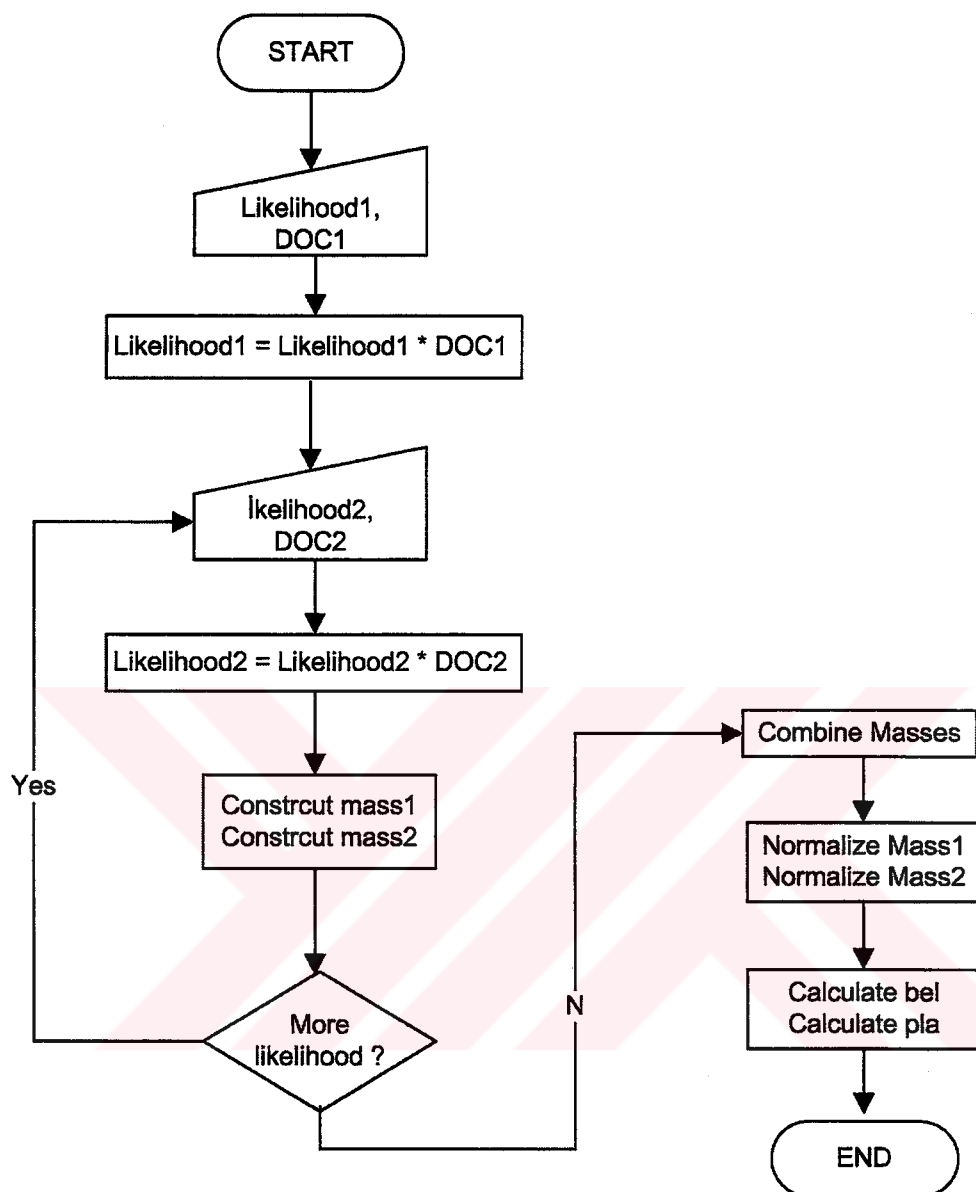 START
Likelihood1,
DOC1
Likelihood1 = Likelihood1 * DOC1
İkelihood2,
DOC2
Likelihood2 = Likelihood2 * DOC2
Constrcut mass1
Constrcut mass2
More
likelihood ?
Yes
N
Combine Masses
Normalize Mass1
Normalize Mass2
Calculate bel
Calculate pla
END